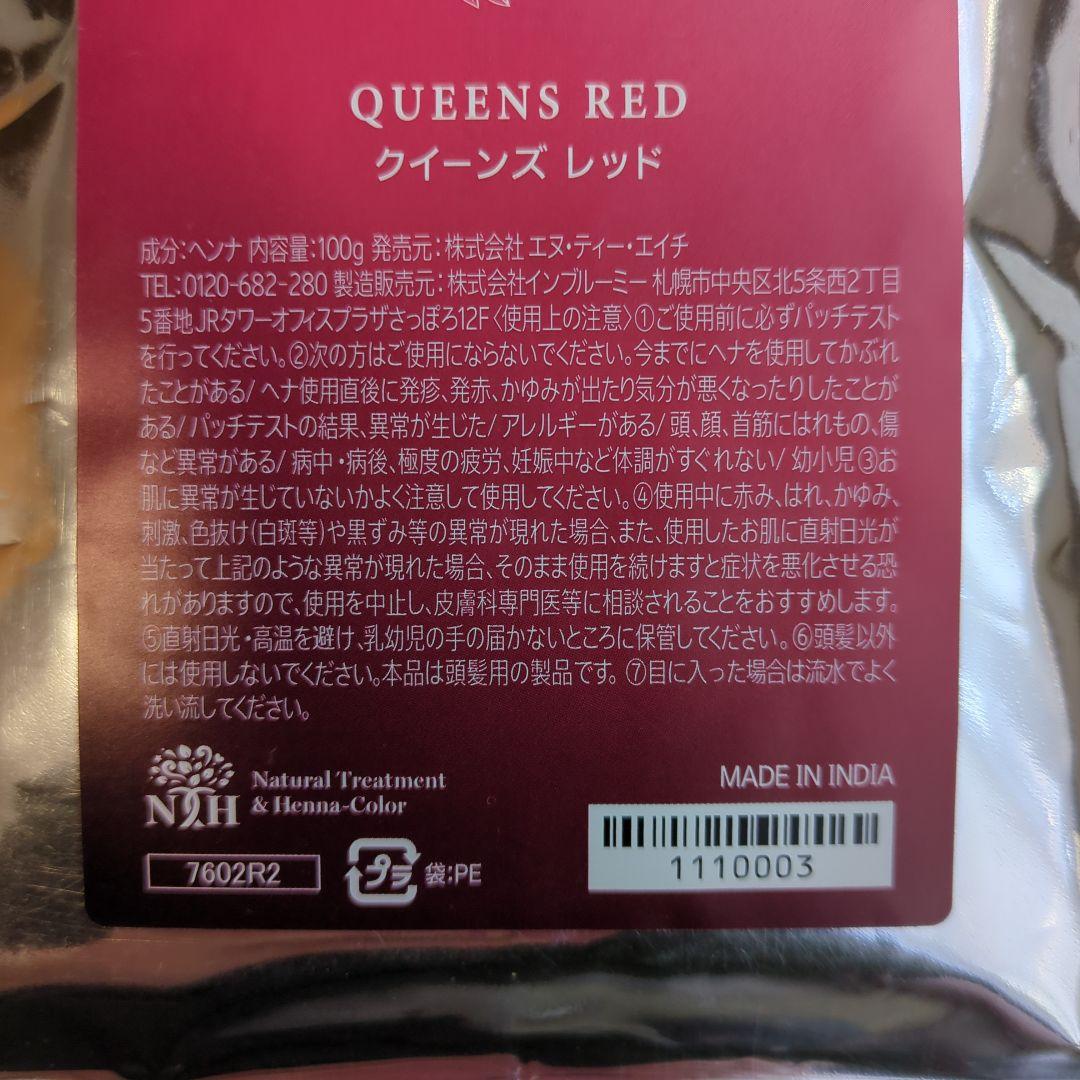 QUEENS RED
クイーンズ レッド
成分:ヘンナ 内容量:100g 発売元:株式会社 エヌ・ティー・エイチ
TEL:0120-682-280 製造販売元:株式会社インブルーミー 札幌市中央区北5条西2丁目
5番地JRタワーオフィスプラザさっぽろ12F〈使用上の注意〉①ご使用前に必ずパッチテスト
を行ってください。②次の方はご使用にならないでください。今までにヘナを使用してかぶれ
たことがある/ヘナ使用直後に発疹、発赤、かゆみが出たり気分が悪くなったりしたことが
ある/パッチテストの結果、異常が生じた/アレルギーがある/頭、顔、首筋にはれもの、傷
など異常がある/病中・病後、極度の疲労、妊娠中など体調がすぐれない/幼小児③お
肌に異常が生じていないかよく注意して使用してください。④使用中に赤み、はれ、かゆみ、
刺激、色抜け(白斑等)や黒ずみ等の異常が現れた場合、また、使用したお肌に直射日光が
当たって上記のような異常が現れた場合、そのまま使用を続けますと症状を悪化させる恐
れがありますので、使用を中止し、皮膚科専門医等に相談されることをおすすめします。
⑤直射日光・高温を避け、乳幼児の手の届かないところに保管してください。⑥頭髪以外
には使用しないでください。本品は頭髪用の製品です。⑦目に入った場合は流水でよく
洗い流してください。
NTH
Natural Treatment
& Henna-Color
MADE IN INDIA
7602R2
プラ 袋:PE
1110003